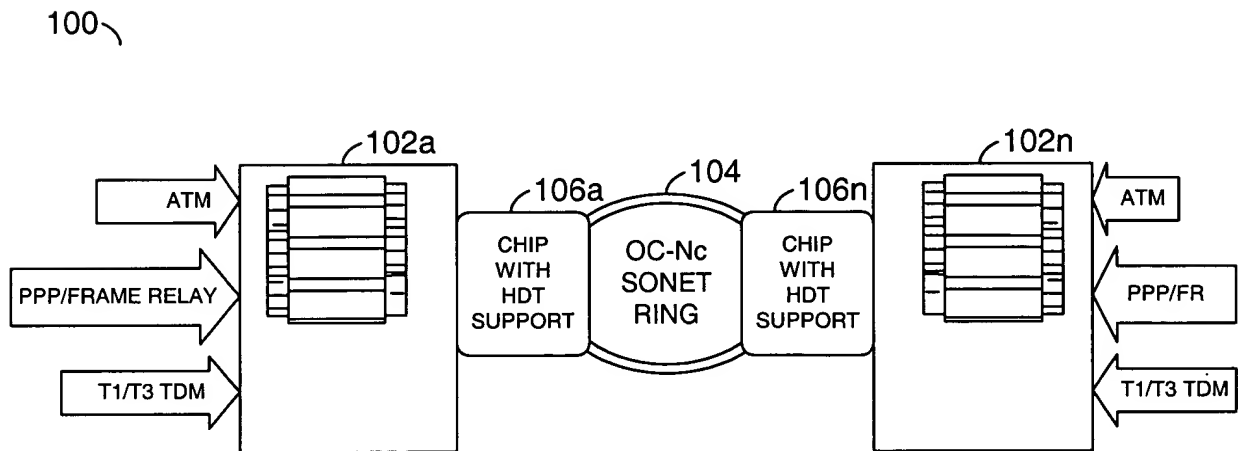 100
102a
102n
106a
104
106n
ATM
PPP/FRAME RELAY
T1/T3 TDM
CHIP
WITH
HDT
SUPPORT
OC-Nc
SONET
RING
CHIP
WITH
HDT
SUPPORT
ATM
PPP/FR
T1/T3 TDM